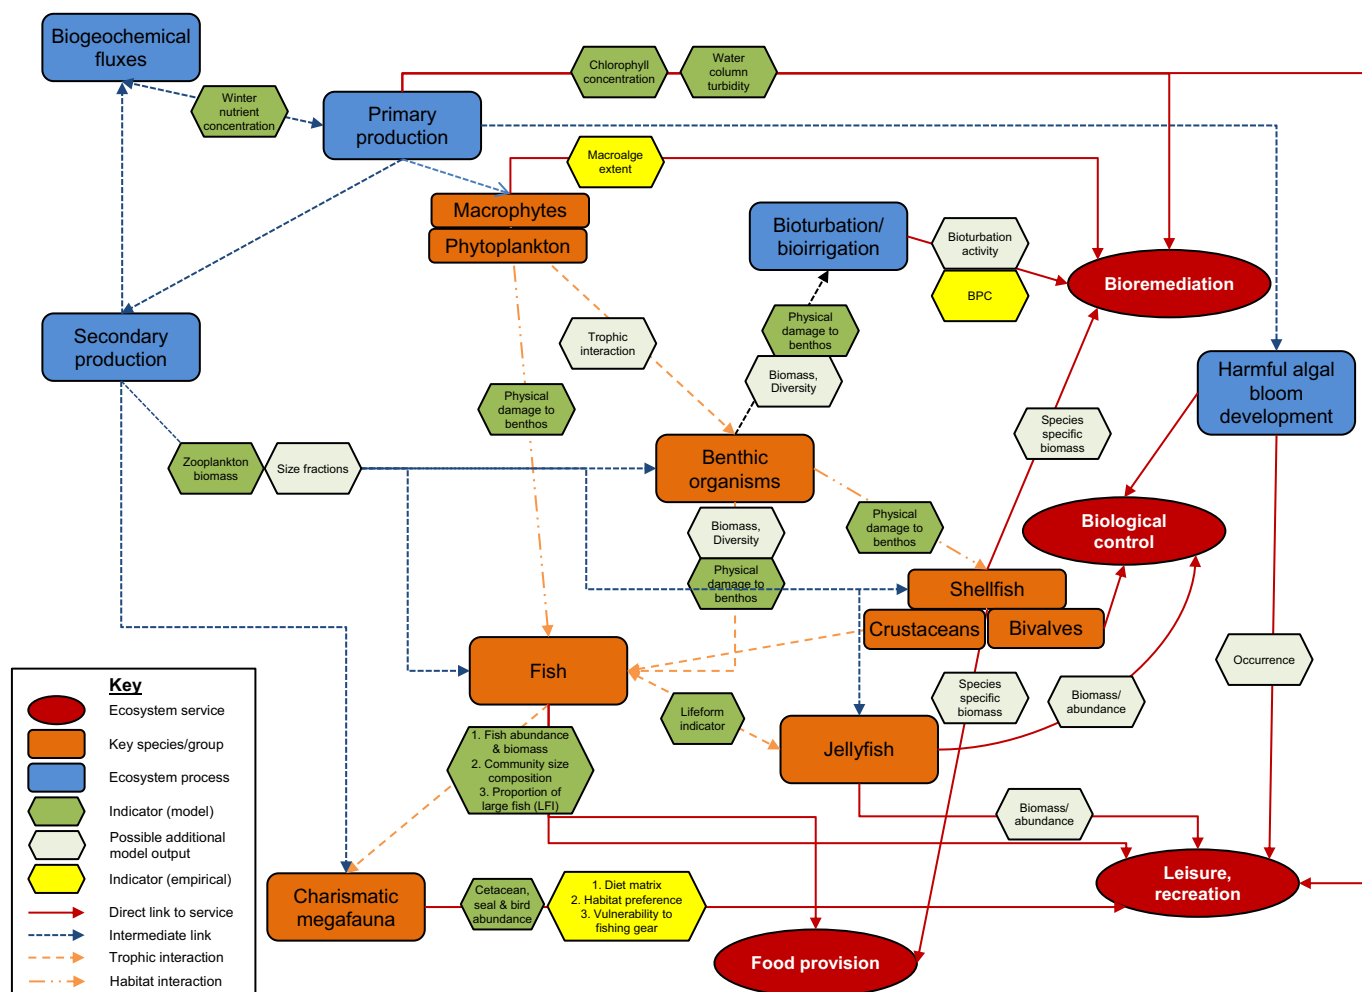 Biogeochemical
fluxes
Winter
nutrient
concentration
Primary
production
Chlorophyll
concentration
Water
column
turbidity
Macroalge
extent
Macrophytes
Phytoplankton
Bioturbation/
bioirrigation
Bioturbation
activity
BPC
Bioremediation
Secondary
production
Trophic
interaction
Physical
damage to
benthos
Biomass,
Diversity
Harmful algal
bloom
development
Physical
damage to
benthos
Species
specific
biomass
Zooplankton
biomass
Size fractions
Benthic
organisms
Biomass,
Diversity
Physical
damage to
benthos
Physical
damage to
benthos
Biological
control
Shellfish
Crustaceans
Bivalves
Fish
Lifeform
indicator
Species
specific
biomass
Biomass/
abundance
Occurrence
Jellyfish
1. Fish abundance
& biomass
2. Community size
composition
3. Proportion of
large fish (LFI)
Biomass/
abundance
Charismatic
megafauna
Cetacean,
seal & bird
abundance
1. Diet matrix
2. Habitat preference
3. Vulnerability to
fishing gear
Leisure,
recreation
Food provision
Key
Ecosystem service
Key species/group
Ecosystem process
Indicator (model)
Possible additional
model output
Indicator (empirical)
Direct link to service
Intermediate link
Trophic interaction
Habitat interaction